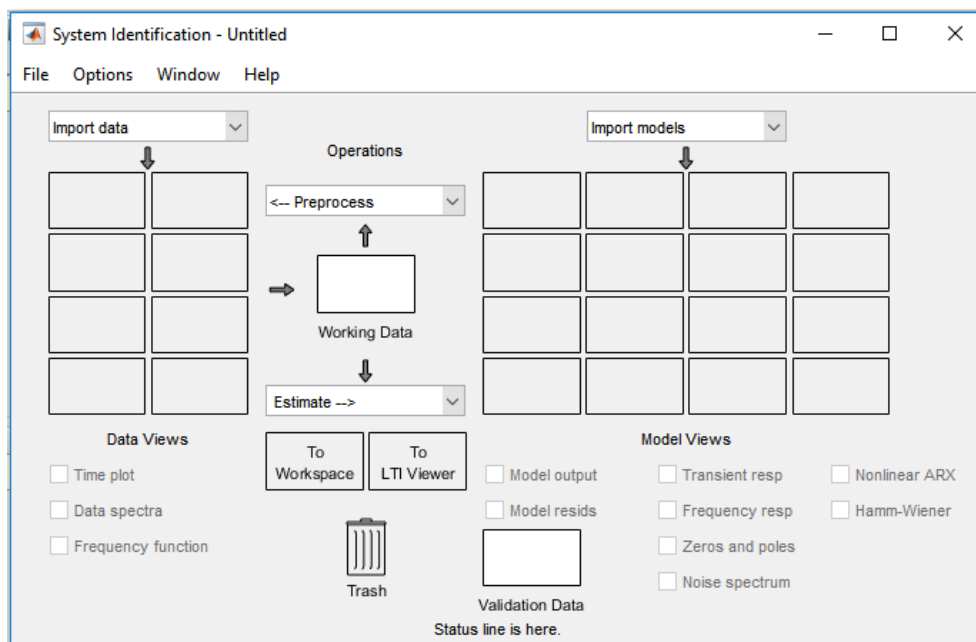 System Identification - Untitled
File Options Window Help
Import data
Import models
Operations
<-- Preprocess
Working Data
Estimate -->
Data Views
Model Views
To
Workspace
To
LTI Viewer
Time plot
Data spectra
Frequency function
Model output
Model resids
Transient resp
Frequency resp
Zeros and poles
Noise spectrum
Nonlinear ARX
Hamm-Wiener
Trash
Validation Data
Status line is here.